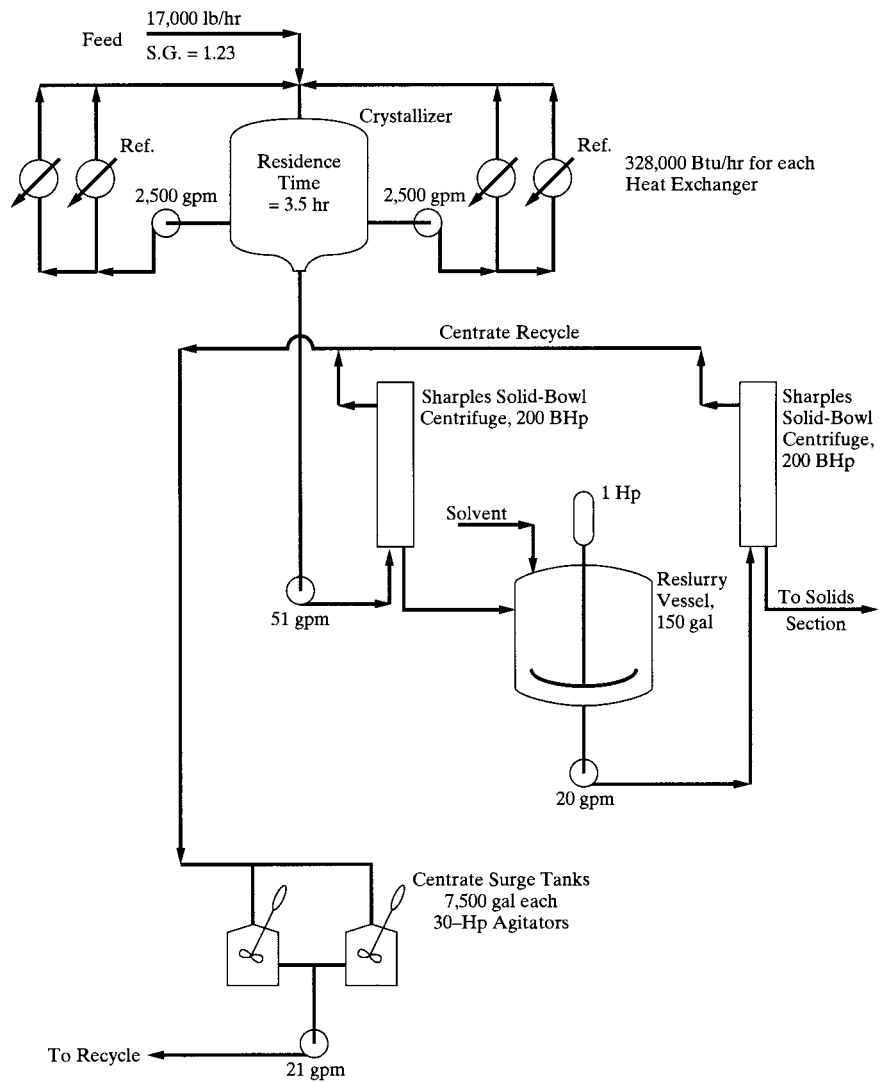 17,000 lb/hr
Feed
S.G. = 1.23
Crystallizer
Ref.
Residence
Time
= 3.5 hr
Ref.
328,000 Btu/hr for each
Heat Exchanger
2,500 gpm
2,500 gpm
Centrate Recycle
Sharples Solid-Bowl
Centrifuge, 200 BHp
Sharples
Solid-Bowl
Centrifuge,
200 BHp
1 Hp
Solvent
Reslurry
Vessel,
150 gal
To Solids
Section
51 gpm
20 gpm
Centrate Surge Tanks
7,500 gal each
30–Hp Agitators
To Recycle
21 gpm